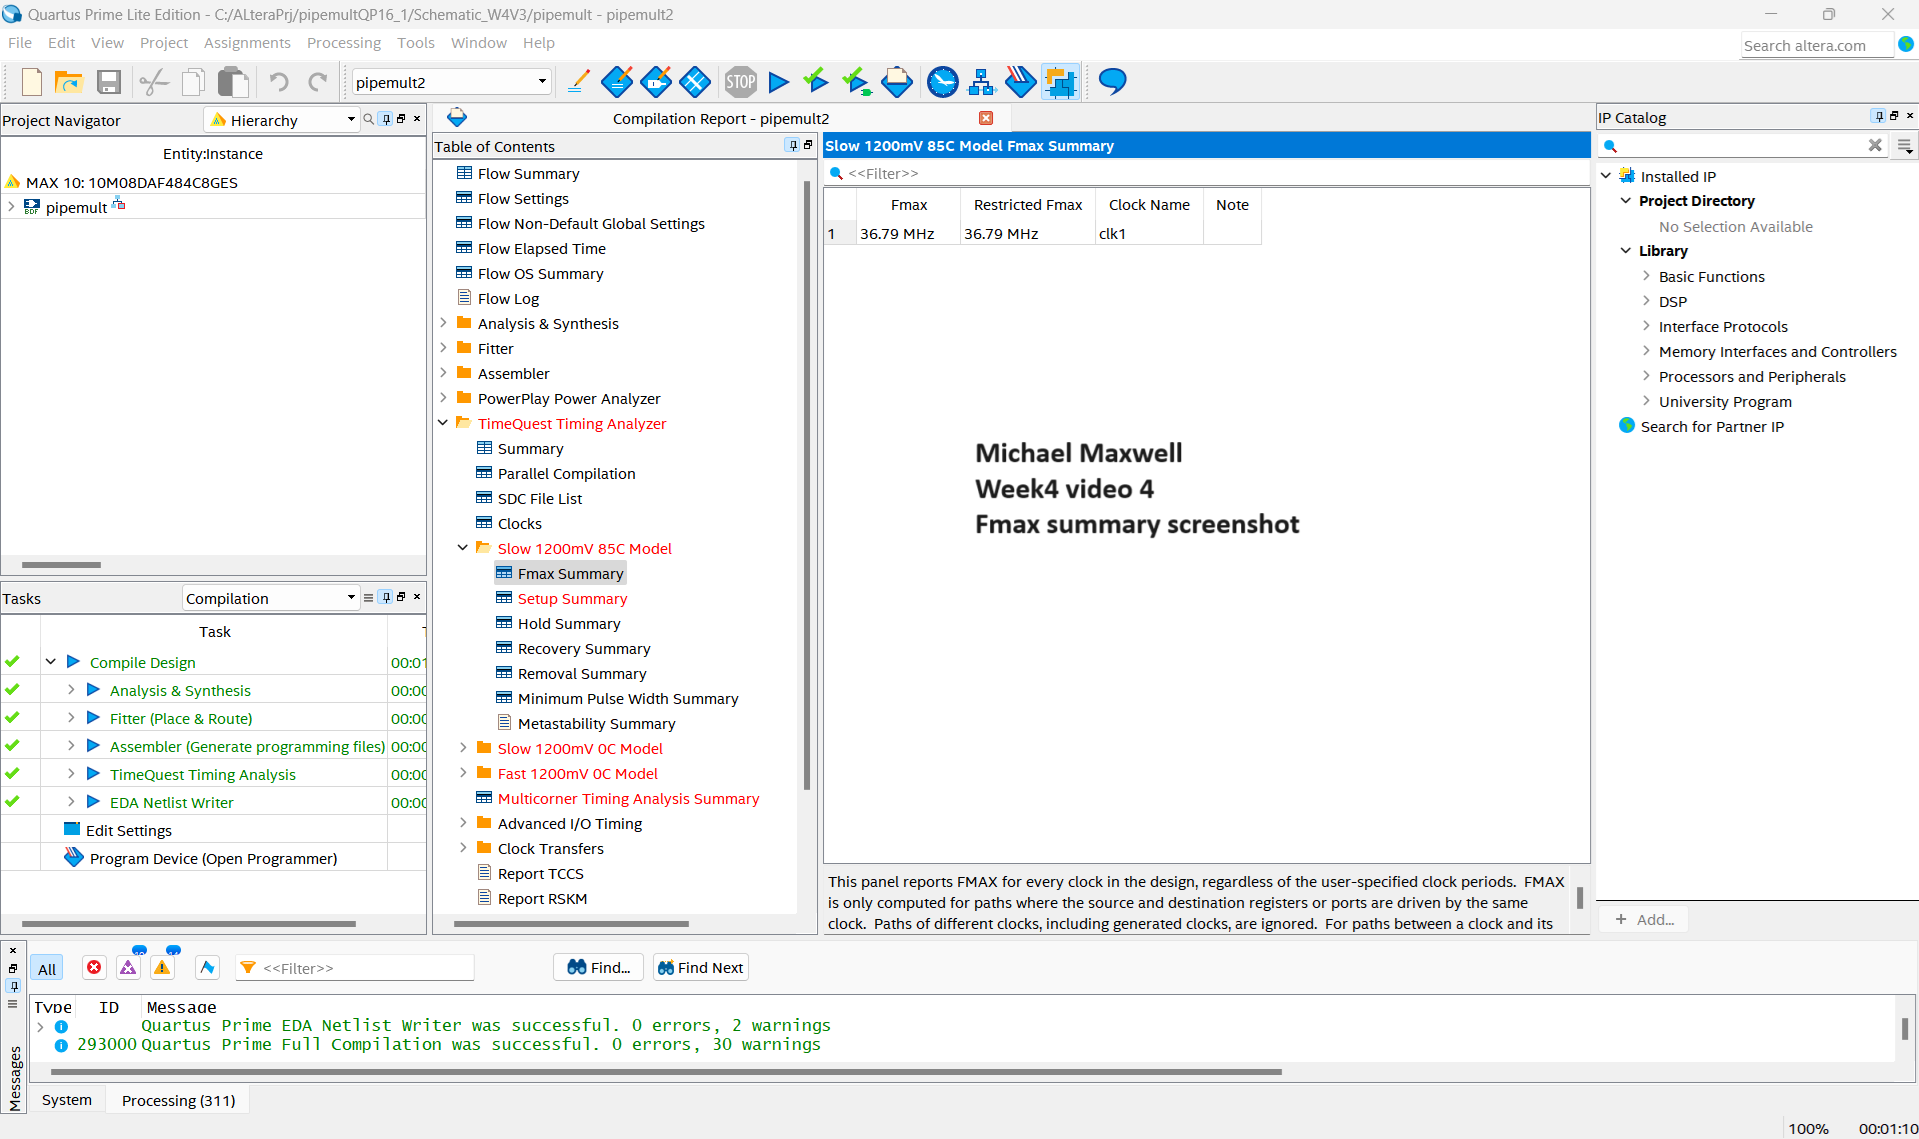 Quartus Prime Lite Edition - C:/ALteraPrj/pipemultQP16_1/Schematic_W4V3/pipemult - pipemult2
File Edit View Project Assignments Processing Tools Window Help
Search altera.com
pipemult2
STOP
Project Navigator
Hierarchy
Entity:Instance
MAX 10: 10M08DAF484C8GES
pipemult
Tasks
Compilation
Task
Compile Design
00:01
Analysis & Synthesis
00:00
Fitter (Place & Route)
00:00
Assembler (Generate programming files)
00:00
TimeQuest Timing Analysis
00:00
EDA Netlist Writer
00:00
Edit Settings
Program Device (Open Programmer)
Compilation Report - pipemult2
Table of Contents
Flow Summary
Flow Settings
Flow Non-Default Global Settings
Flow Elapsed Time
Flow OS Summary
Flow Log
Analysis & Synthesis
Fitter
Assembler
PowerPlay Power Analyzer
TimeQuest Timing Analyzer
Summary
Parallel Compilation
SDC File List
Clocks
Slow 1200mV 85C Model
Fmax Summary
Setup Summary
Hold Summary
Recovery Summary
Removal Summary
Minimum Pulse Width Summary
Metastability Summary
Slow 1200mV 0C Model
Fast 1200mV 0C Model
Multicorner Timing Analysis Summary
Advanced I/O Timing
Clock Transfers
Report TCCS
Report RSKM
Slow 1200mV 85C Model Fmax Summary
<<Filter>>
Fmax Restricted Fmax Clock Name Note
1 36.79 MHz 36.79 MHz clk1
Michael Maxwell
Week4 video 4
Fmax summary screenshot
This panel reports FMAX for every clock in the design, regardless of the user-specified clock periods. FMAX
is only computed for paths where the source and destination registers or ports are driven by the same
clock. Paths of different clocks, including generated clocks, are ignored. For paths between a clock and its
IP Catalog
Installed IP
Project Directory
No Selection Available
Library
Basic Functions
DSP
Interface Protocols
Memory Interfaces and Controllers
Processors and Peripherals
University Program
Search for Partner IP
+ Add...
All
<<Filter>>
Find...
Find Next
Type ID Message
Quartus Prime EDA Netlist Writer was successful. 0 errors, 2 warnings
293000 Quartus Prime Full Compilation was successful. 0 errors, 30 warnings
Messages
System
Processing (311)
100% 00:01:10